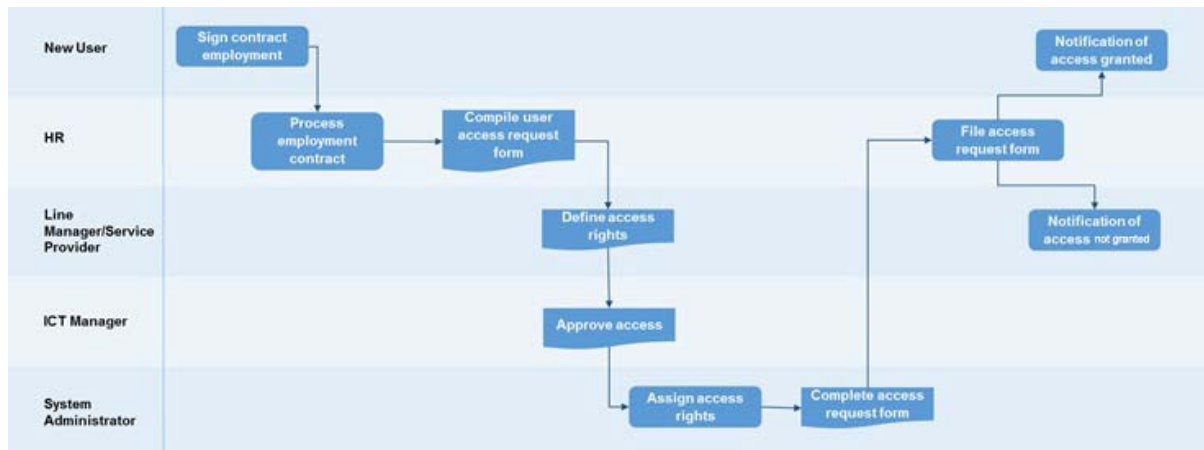 New User
Sign contract
employment
Notification of
access granted
HR
Process
employment
contract
Compile user
access request
form
File access
request form
Line
Manager/Service
Provider
Define access
rights
Notification of
access not granted
ICT Manager
Approve access
System
Administrator
Assign access
rights
Complete access
request form